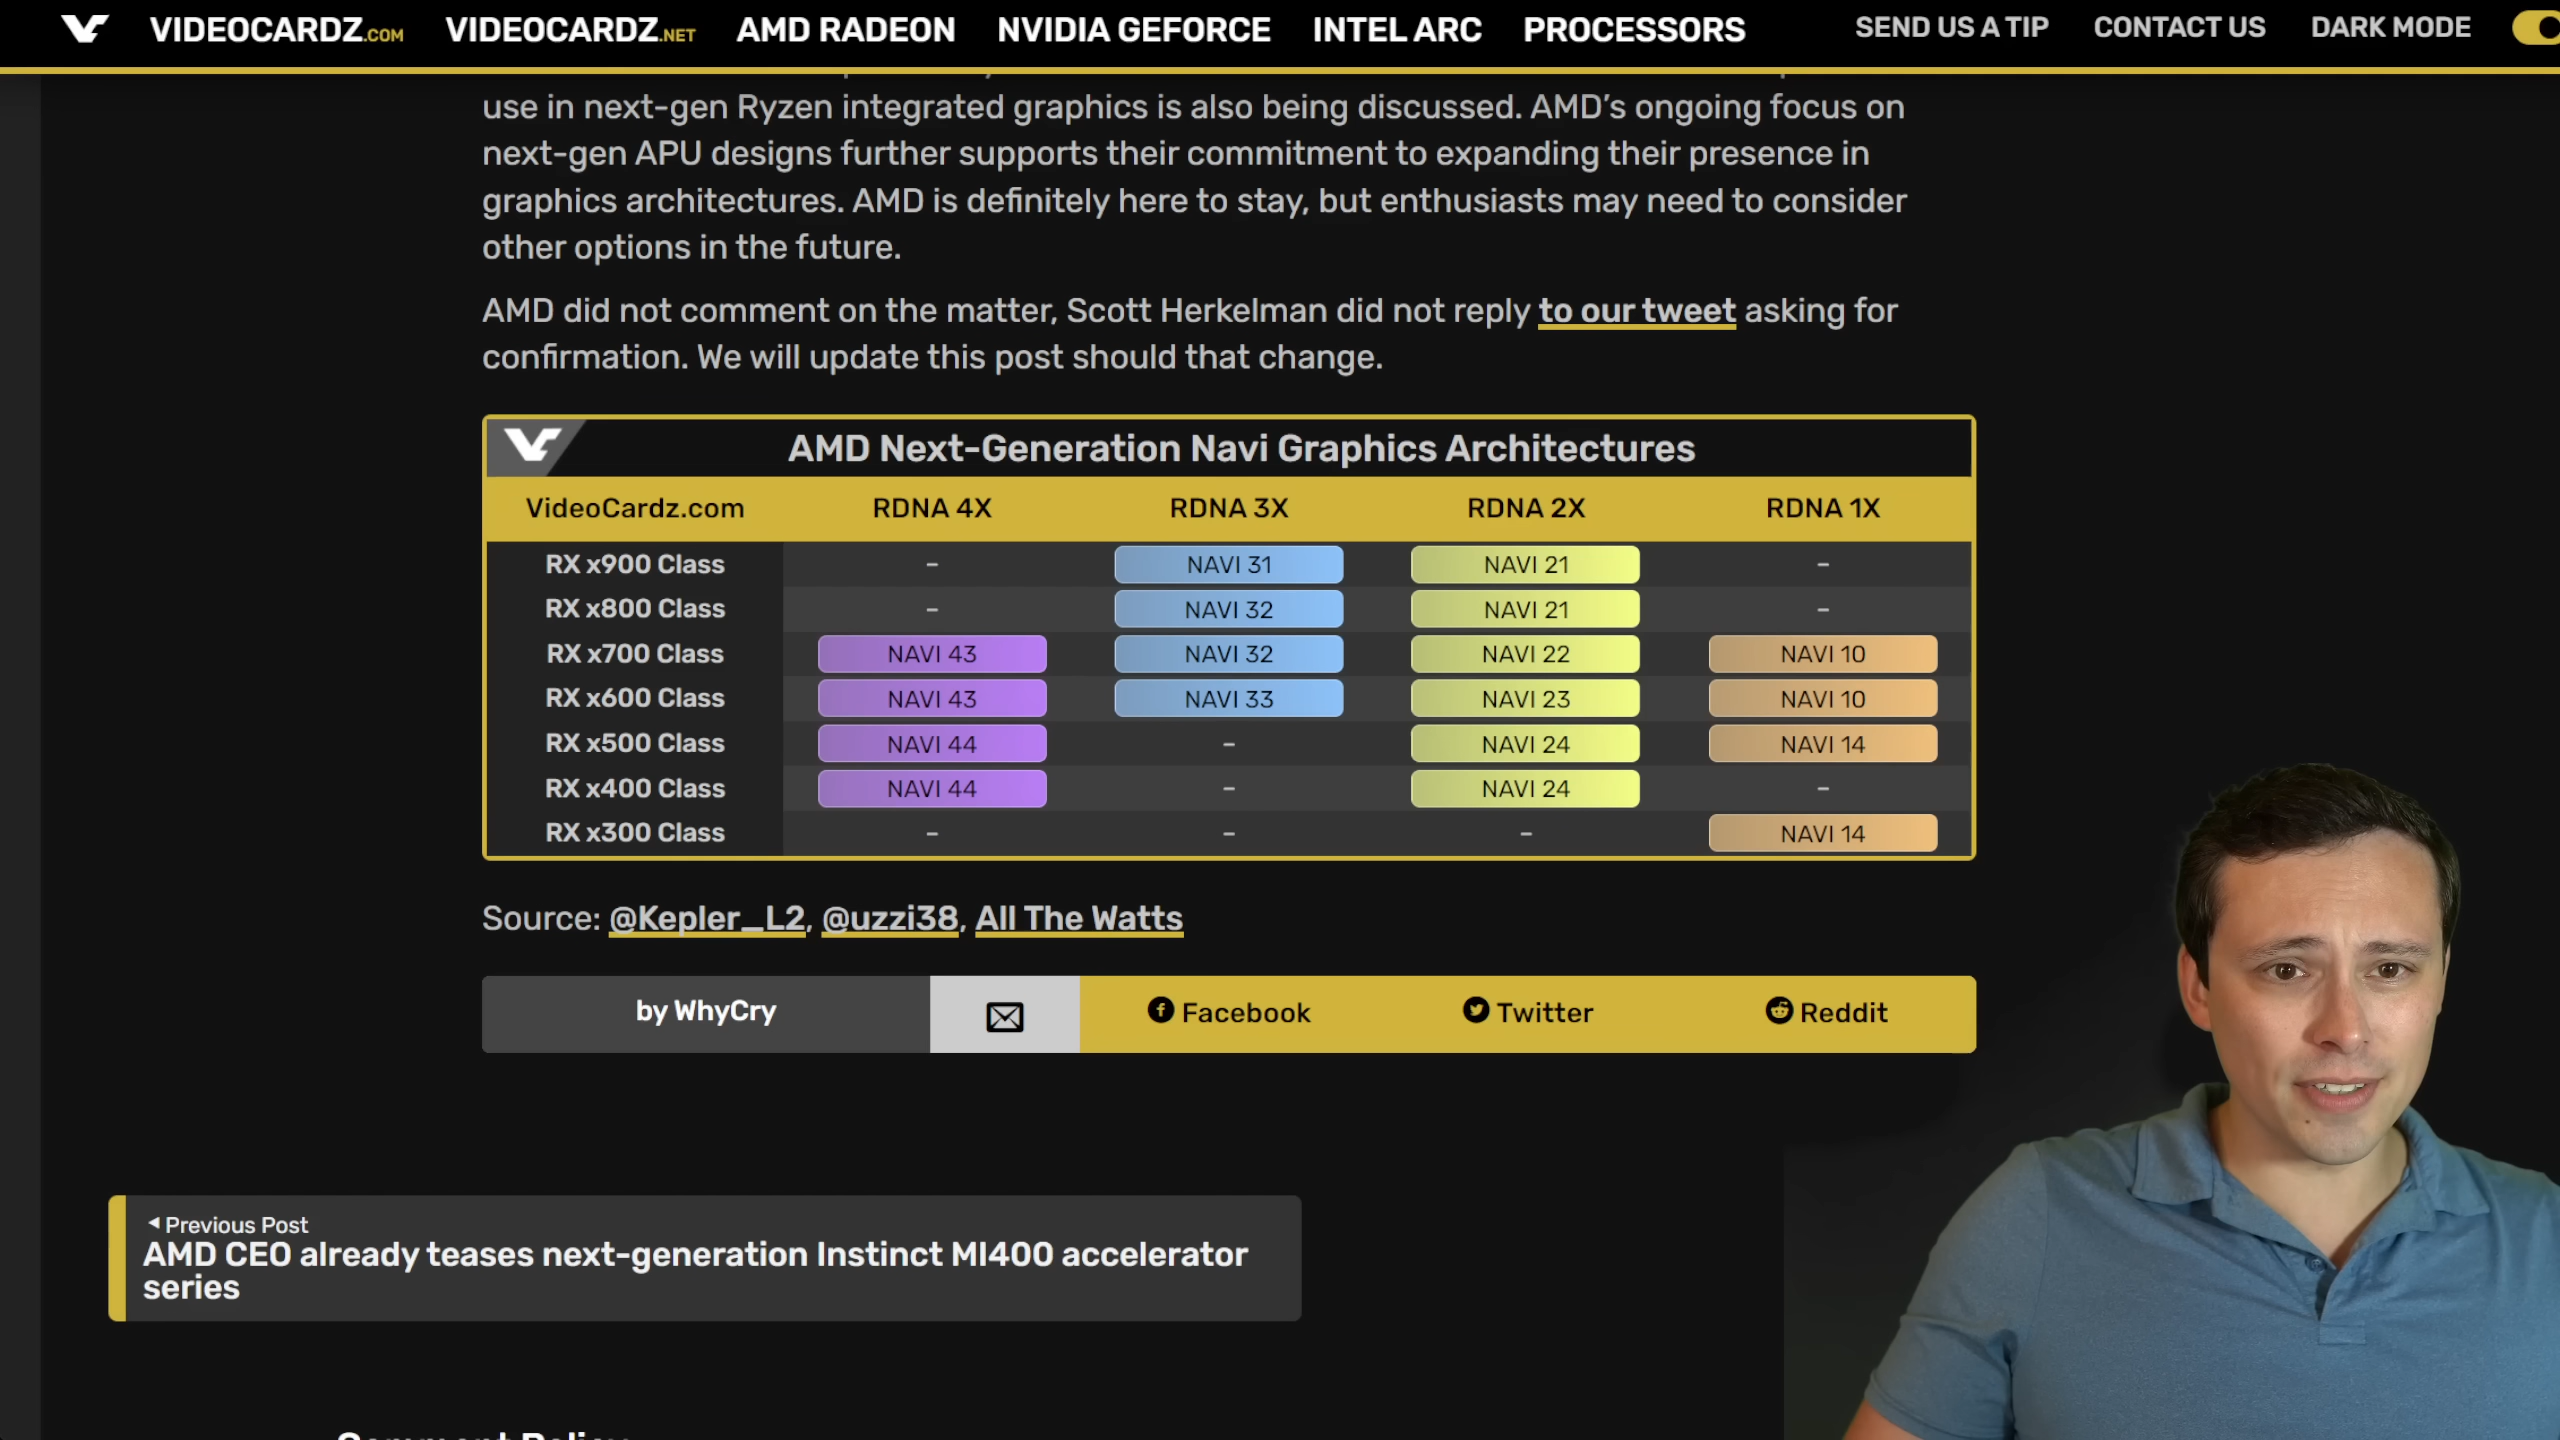 VIDEOCARDZ.COM VIDEOCARDZ.NET AMD RADEON NVIDIA GEFORCE INTEL ARC PROCESSORS SEND US A TIP CONTACT US DARK MODE
use in next-gen Ryzen integrated graphics is also being discussed. AMD's ongoing focus on
next-gen APU designs further supports their commitment to expanding their presence in
graphics architectures. AMD is definitely here to stay, but enthusiasts may need to consider
other options in the future.
AMD did not comment on the matter, Scott Herkelman did not reply to our tweet asking for
confirmation. We will update this post should that change.
AMD Next-Generation Navi Graphics Architectures
VideoCardz.com RDNA 4X RDNA 3X RDNA 2X RDNA 1X
RX x900 Class – NAVI 31 NAVI 21 –
RX x800 Class – NAVI 32 NAVI 21 –
RX x700 Class NAVI 43 NAVI 32 NAVI 22 NAVI 10
RX x600 Class NAVI 43 NAVI 33 NAVI 23 NAVI 10
RX x500 Class NAVI 44 – NAVI 24 NAVI 14
RX x400 Class NAVI 44 – NAVI 24 –
RX x300 Class – – – NAVI 14
Source: @Kepler_L2, @uzzi38, All The Watts
by WhyCry Facebook Twitter Reddit
Previous Post
AMD CEO already teases next-generation Instinct MI400 accelerator
series
Comment Policy